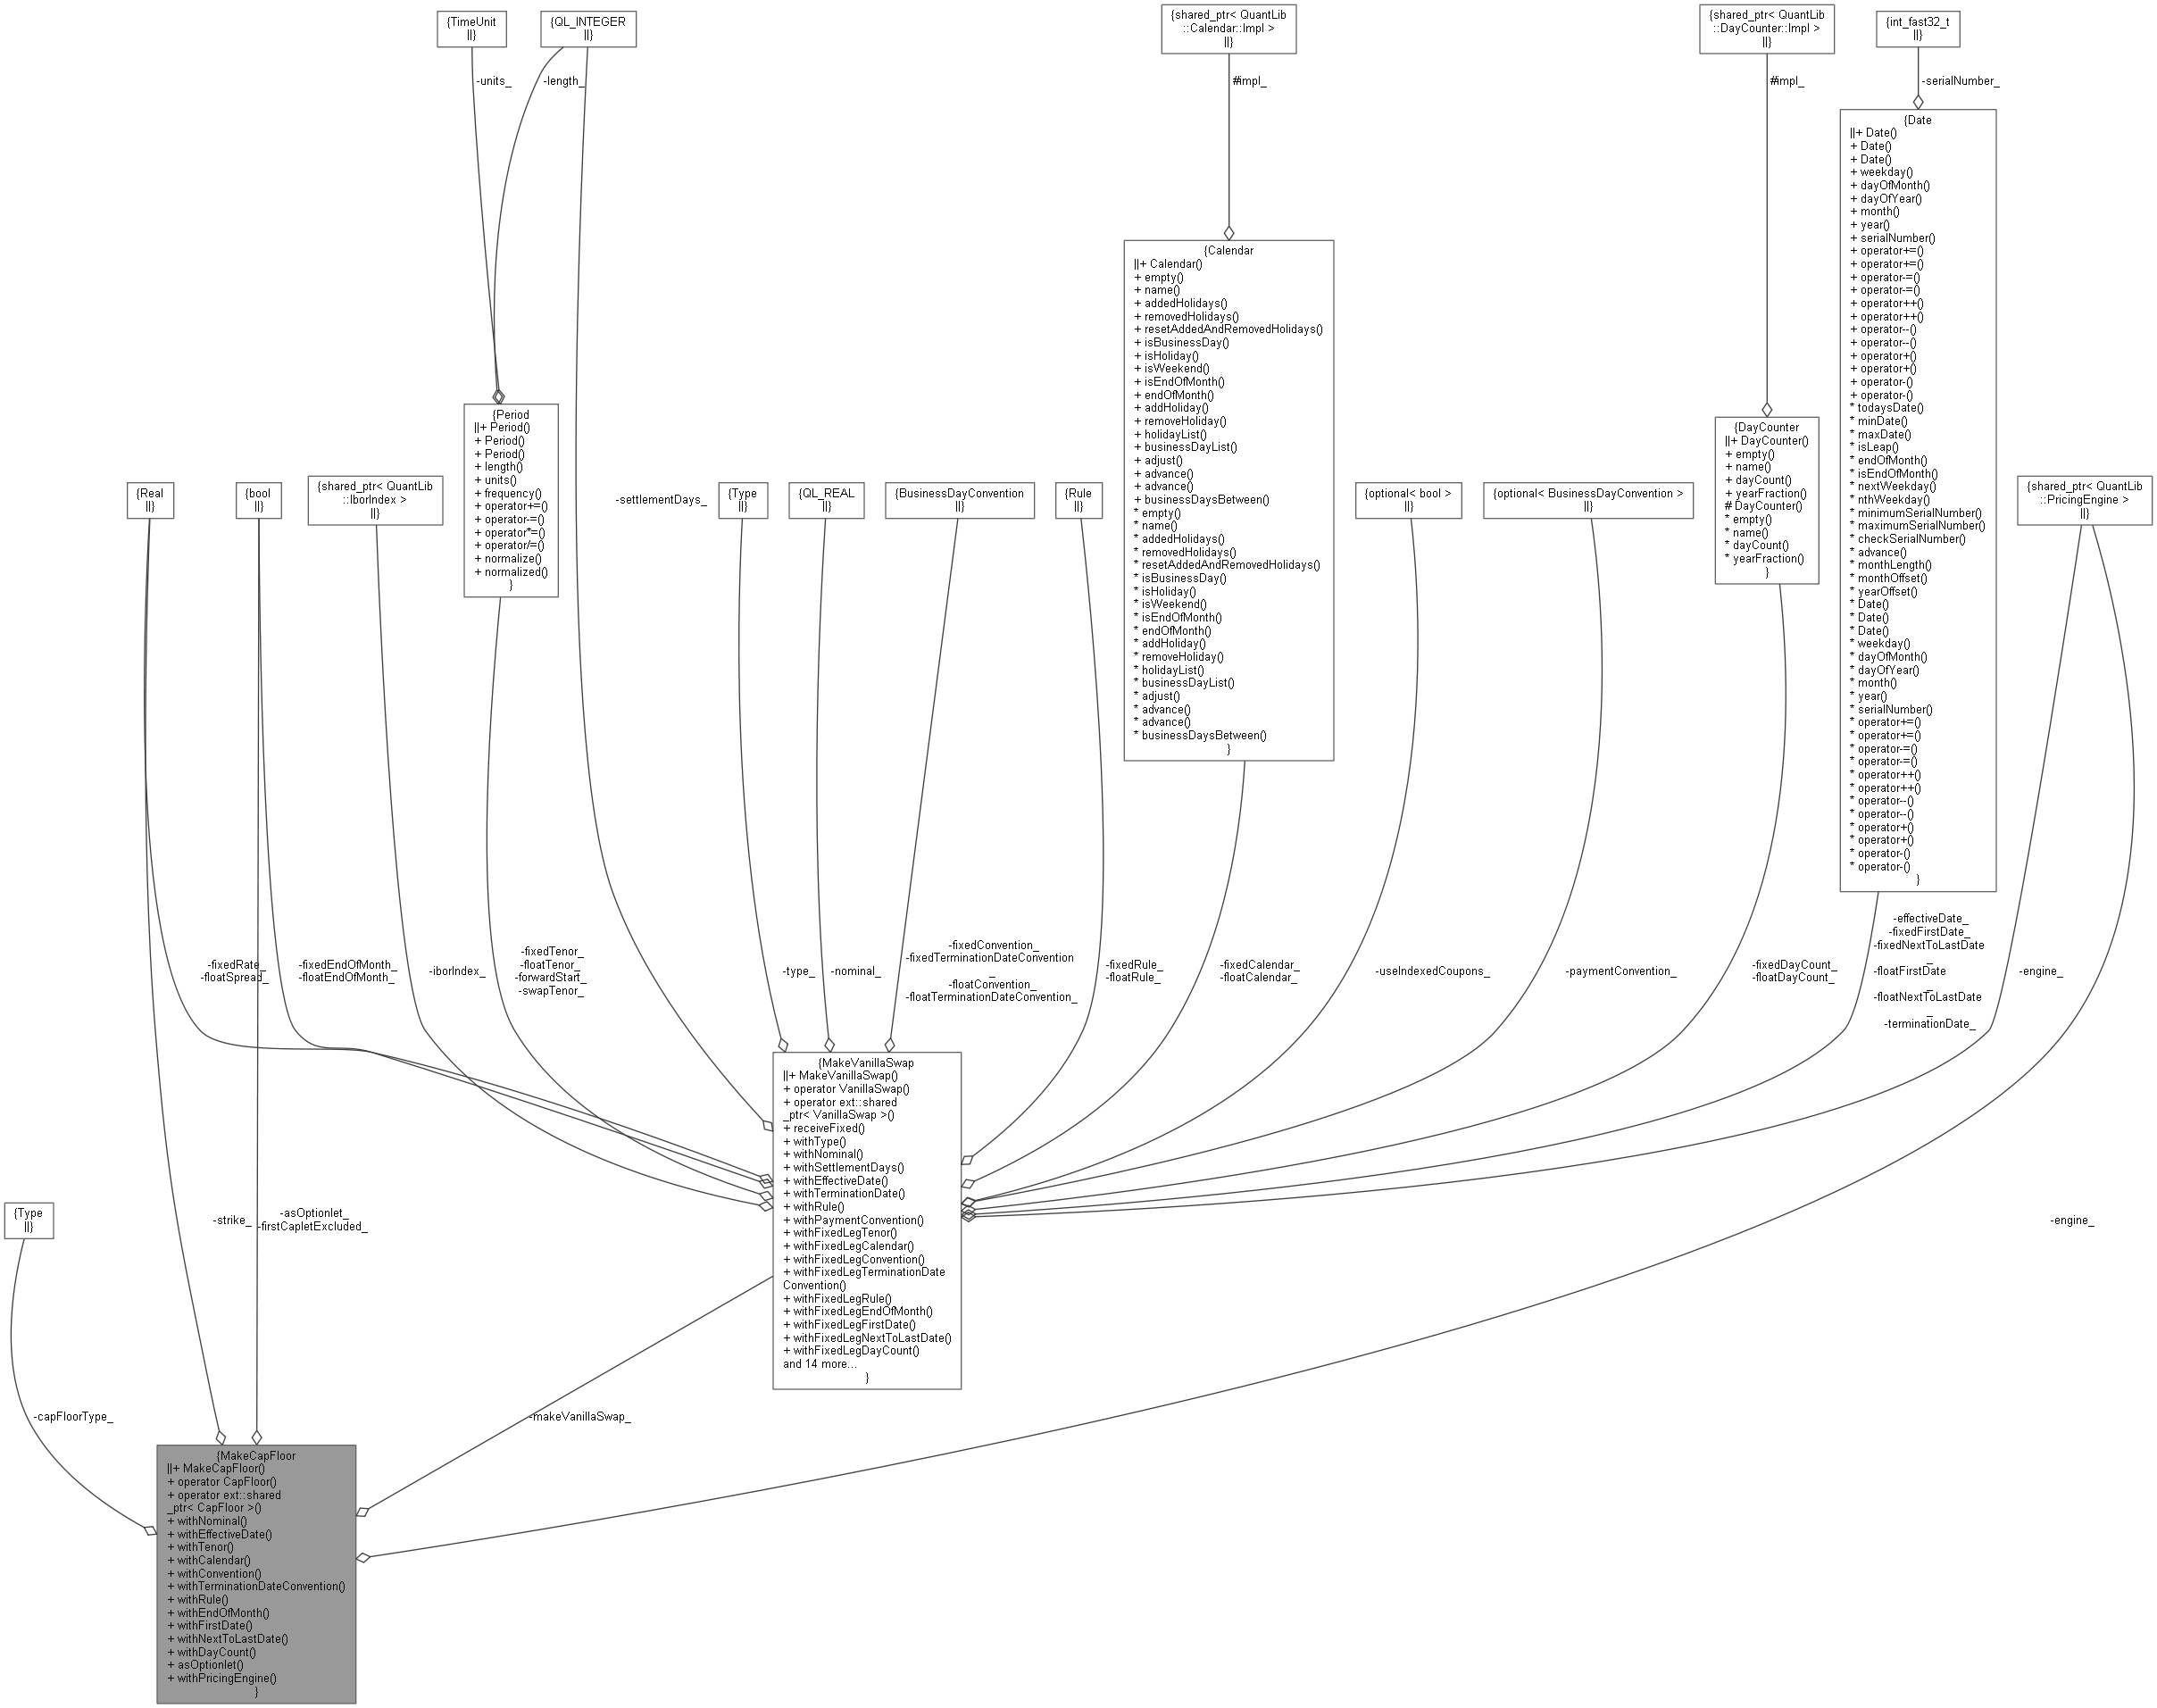 {TimeUnit
||}
{QL_INTEGER
||}
{shared_ptr< QuantLib
::Calendar::Impl >
||}
{shared_ptr< QuantLib
::DayCounter::Impl >
||}
{int_fast32_t
||}
-units_
-length_
#impl_
#impl_
-serialNumber_
{Date
||+ Date()
+ Date()
+ Date()
+ weekday()
+ dayOfMonth()
+ dayOfYear()
+ month()
+ year()
+ serialNumber()
+ operator+=()
+ operator+=()
+ operator-=()
+ operator-=()
+ operator++()
+ operator++()
+ operator--()
+ operator--()
+ operator+()
+ operator+()
+ operator-()
+ operator-()
* todaysDate()
* minDate()
* maxDate()
* isLeap()
* endOfMonth()
* isEndOfMonth()
* nextWeekday()
* nthWeekday()
* minimumSerialNumber()
* maximumSerialNumber()
* checkSerialNumber()
* advance()
* monthLength()
* monthOffset()
* yearOffset()
* Date()
* Date()
* Date()
* weekday()
* dayOfMonth()
* dayOfYear()
* month()
* year()
* serialNumber()
* operator+=()
* operator+=()
* operator-=()
* operator-=()
* operator++()
* operator++()
* operator--()
* operator--()
* operator+()
* operator+()
* operator-()
* operator-()
}
{Calendar
||+ Calendar()
+ empty()
+ name()
+ addedHolidays()
+ removedHolidays()
+ resetAddedAndRemovedHolidays()
+ isBusinessDay()
+ isHoliday()
+ isWeekend()
+ isEndOfMonth()
+ endOfMonth()
+ addHoliday()
+ removeHoliday()
+ holidayList()
+ businessDayList()
+ adjust()
+ advance()
+ advance()
+ businessDaysBetween()
* empty()
* name()
* addedHolidays()
* removedHolidays()
* resetAddedAndRemovedHolidays()
* isBusinessDay()
* isHoliday()
* isWeekend()
* isEndOfMonth()
* endOfMonth()
* addHoliday()
* removeHoliday()
* holidayList()
* businessDayList()
* adjust()
* advance()
* advance()
* businessDaysBetween()
}
{Period
||+ Period()
+ Period()
+ Period()
+ length()
+ units()
+ frequency()
+ operator+=()
+ operator-=()
+ operator*=()
+ operator/=()
+ normalize()
+ normalized()
}
{DayCounter
||+ DayCounter()
+ empty()
+ name()
+ dayCount()
+ yearFraction()
# DayCounter()
* empty()
* name()
* dayCount()
* yearFraction()
}
{Real
||}
{bool
||}
{shared_ptr< QuantLib
::IborIndex >
||}
-settlementDays_
{Type
||}
{QL_REAL
||}
{BusinessDayConvention
||}
{Rule
||}
{optional< bool >
||}
{optional< BusinessDayConvention >
||}
{shared_ptr< QuantLib
::PricingEngine >
||}
-fixedRate_
-floatSpread_
-fixedEndOfMonth_
-floatEndOfMonth_
-iborIndex_
-fixedTenor_
-floatTenor_
-forwardStart_
-swapTenor_
-type_
-nominal_
-fixedConvention_
-fixedTerminationDateConvention
_
-floatConvention_
-floatTerminationDateConvention_
-fixedRule_
-floatRule_
-fixedCalendar_
-floatCalendar_
-useIndexedCoupons_
-paymentConvention_
-fixedDayCount_
-floatDayCount_
-effectiveDate_
-fixedFirstDate_
-fixedNextToLastDate
_
-floatFirstDate
_
-floatNextToLastDate
_
-terminationDate_
-engine_
{MakeVanillaSwap
||+ MakeVanillaSwap()
+ operator VanillaSwap()
+ operator ext::shared
_ptr< VanillaSwap >()
+ receiveFixed()
+ withType()
+ withNominal()
+ withSettlementDays()
+ withEffectiveDate()
+ withTerminationDate()
+ withRule()
+ withPaymentConvention()
+ withFixedLegTenor()
+ withFixedLegCalendar()
+ withFixedLegConvention()
+ withFixedLegTerminationDate
Convention()
+ withFixedLegRule()
+ withFixedLegEndOfMonth()
+ withFixedLegFirstDate()
+ withFixedLegNextToLastDate()
+ withFixedLegDayCount()
and 14 more...
}
{Type
||}
-strike_
-asOptionlet_
-firstCapletExcluded_
-engine_
-capFloorType_
-makeVanillaSwap_
{MakeCapFloor
||+ MakeCapFloor()
+ operator CapFloor()
+ operator ext::shared
_ptr< CapFloor >()
+ withNominal()
+ withEffectiveDate()
+ withTenor()
+ withCalendar()
+ withConvention()
+ withTerminationDateConvention()
+ withRule()
+ withEndOfMonth()
+ withFirstDate()
+ withNextToLastDate()
+ withDayCount()
+ asOptionlet()
+ withPricingEngine()
}